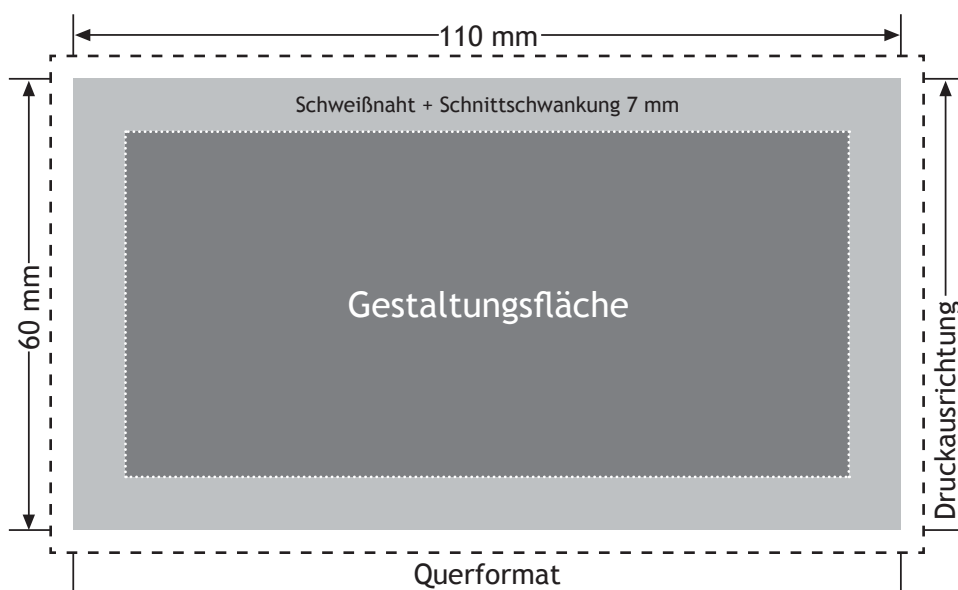 110 mm
Schweißnaht + Schnittschwankung 7 mm
60 mm
Gestaltungsfläche
Druckausrichtung
Querformat